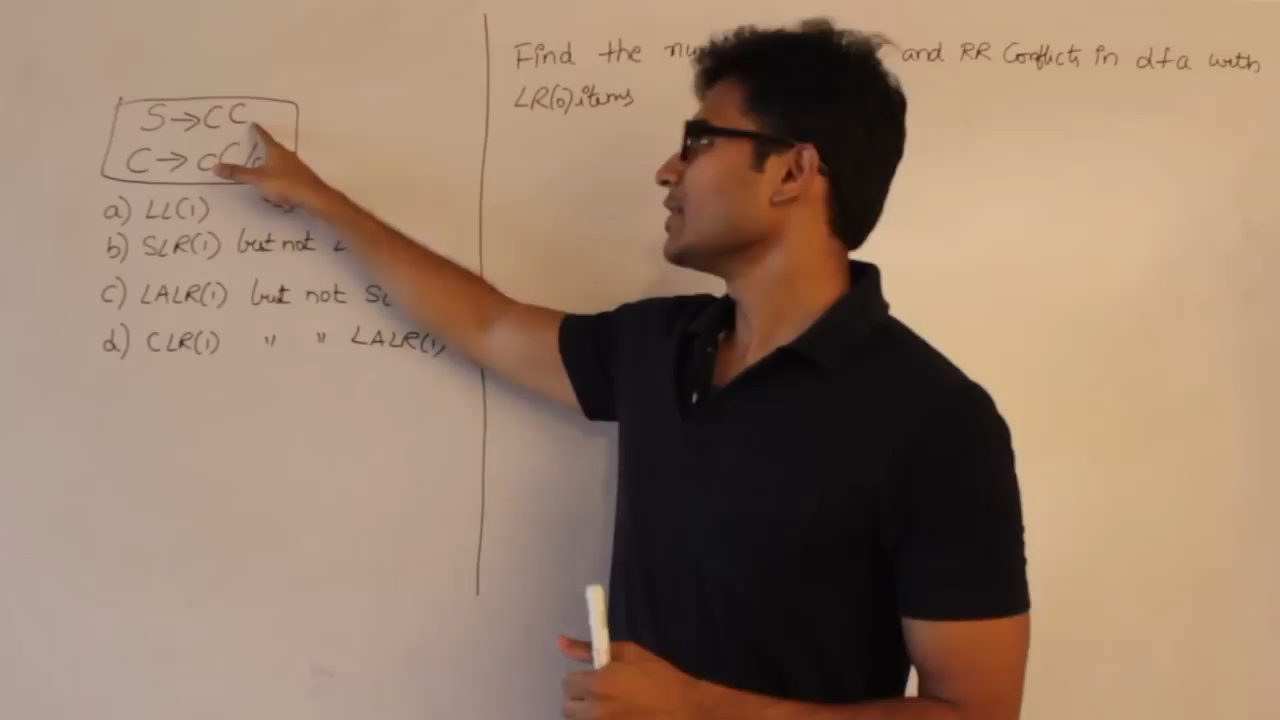 S → CC
C → cC/
a) LL(1)
b) SLR(1) but not
c) LALR(1) but not
d) CLR(1) " " LALR(1)
Find the and RR Conflicts in dfa with
LR(0) items